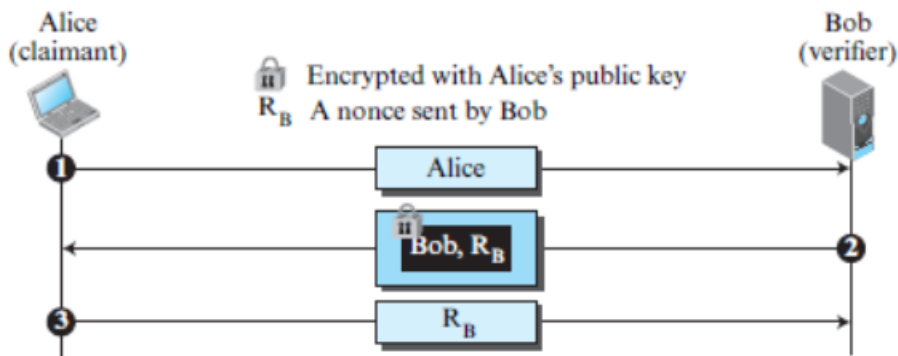 Alice
(claimant)
Bob
(verifier)
Encrypted with Alice's public key
R_B A nonce sent by Bob
1
Alice
Bob, R_B
2
3
R_B